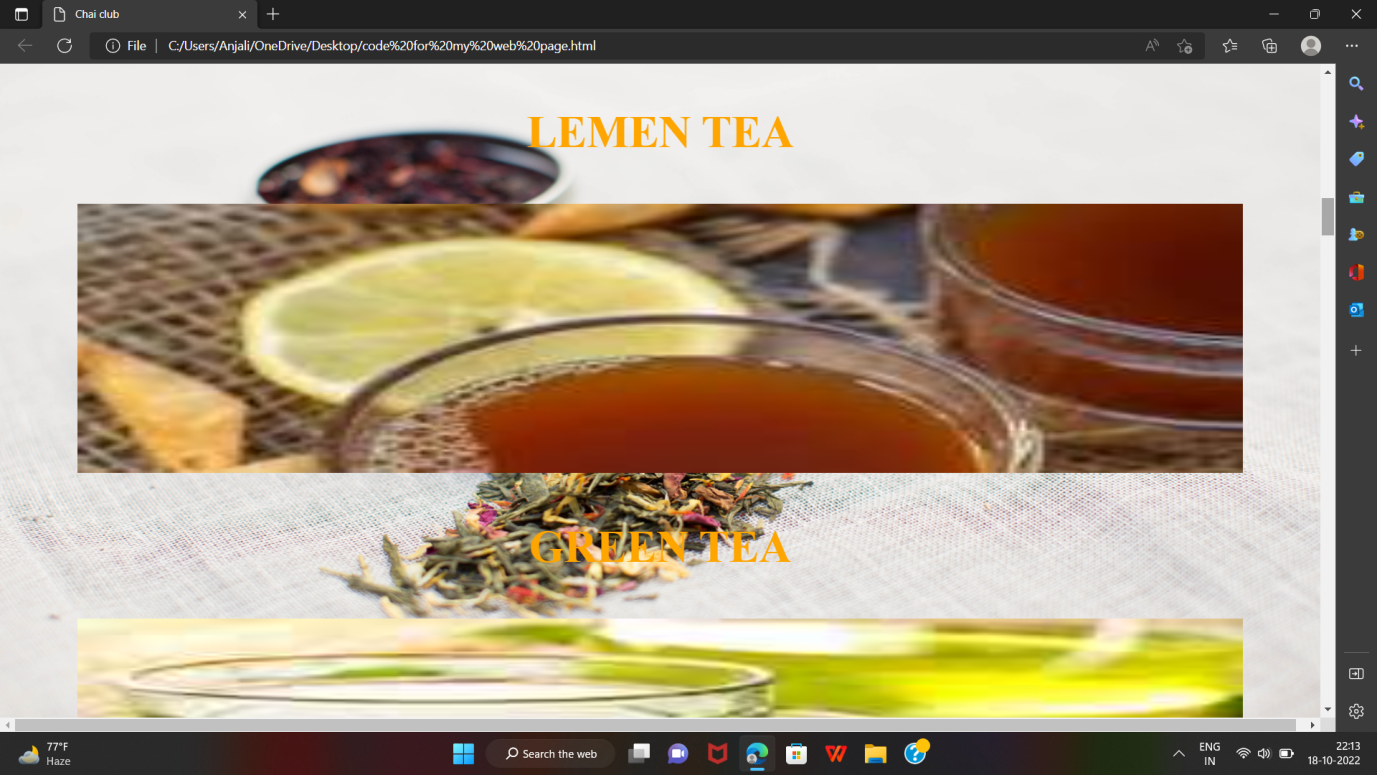 Chai club
File
C:/Users/Anjali/OneDrive/Desktop/code%20for%20my%20web%20page.html
LEMEN TEA
GREEN TEA
77°F
Haze
Search the web
ENG
IN
22:13
18-10-2022